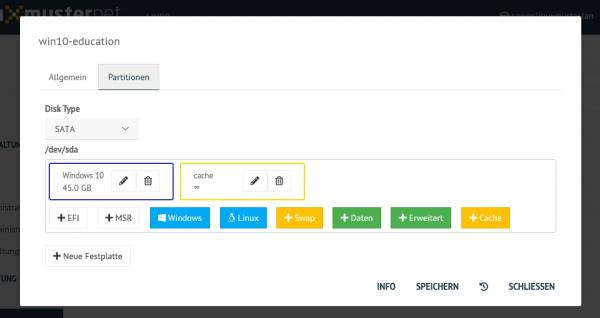 musternet
win10-education
Allgemein Partitionen
Disk Type
SATA
/dev/sda
Windows 10 cache
45.0 GB ∞
+ EFI + MSR Windows Linux + Swap + Daten + Erweitert + Cache
+ Neue Festplatte
INFO SPEICHERN SCHLIESSEN